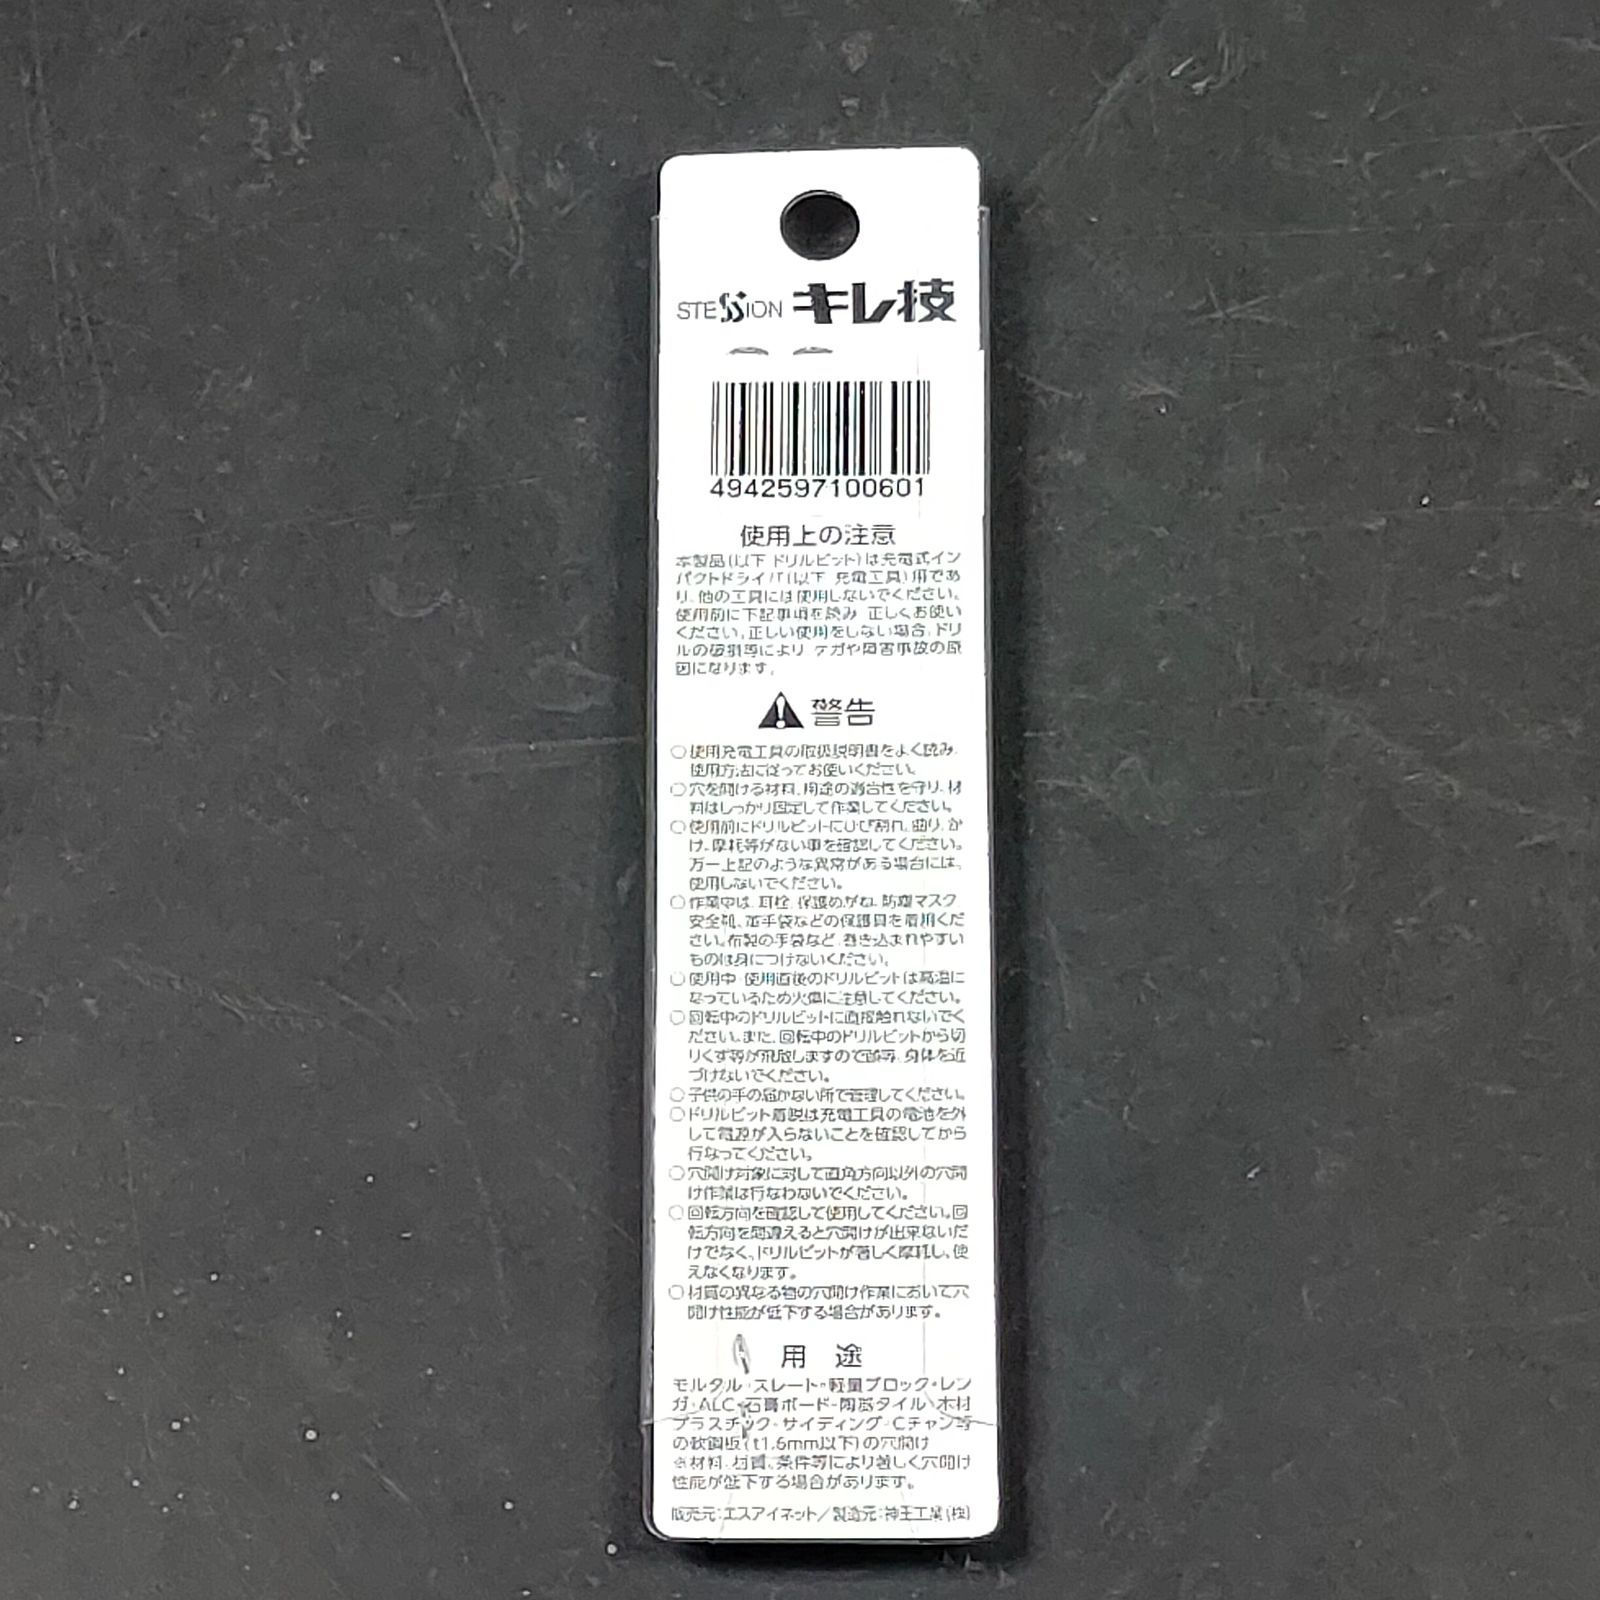 STESSION キレ技
4942597100601
使用上の注意
本製品(以下 ドリルビット)は充電式イン
パクトドライバ(以下 充電工具)用であ
り、他の工具には使用しないでください。
使用前に下記事項を読み 正しくお使い
ください。正しい使用をしない場合、ドリ
ルの破損等により ケガや障害事故の原
因になります。
警告
○使用充電工具の取扱説明書をよく読み、
使用方法に従ってお使いください。
○穴を開ける材料、用途の適合性を守り、材
料はしっかり固定して作業してください。
○使用前にドリルビットにひび割れ、曲り、か
け、摩耗等がない事を確認してください。
万一上記のような異常がある場合には、
使用しないでください。
○作業中は、耳栓、保護めがね、防塵マスク
安全靴、革手袋などの保護具を着用くだ
さい。布製の手袋など、巻き込まれやすい
ものは身につけないください。
○使用中・使用直後のドリルビットは高温に
なっているため火傷に注意してください。
○回転中のドリルビットに直接触れないでく
ださい。また、回転中のドリルビットから切
りくず等が飛散しますので顔等、身体を近
づけないでください。
○子供の手の届かない所で管理してください。
○ドリルビット着脱は充電工具の電池を外
して電源が入らないことを確認してから
行なってください。
○穴開け対象に対して直角方向以外の穴開
け作業は行なわないでください。
○回転方向を確認して使用してください。回
転方向を間違えると穴開けが出来ないだ
けでなく、ドリルビットが著しく摩耗し、使
えなくなります。
○材質の異なる物の穴開け作業において穴
開け性能が低下する場合があります。
用途
モルタル・スレート・軽量ブロック・レン
ガ・ALC・石膏ボード・陶器タイル・木材
プラスチック・サイディング・Cチャン等
の軟鋼板(t1.6mm以下)の穴開け
※材料、材質、条件等により著しく穴開け
性能が低下する場合があります。
販売元:エスアイネット/製造元:神王工業(株)